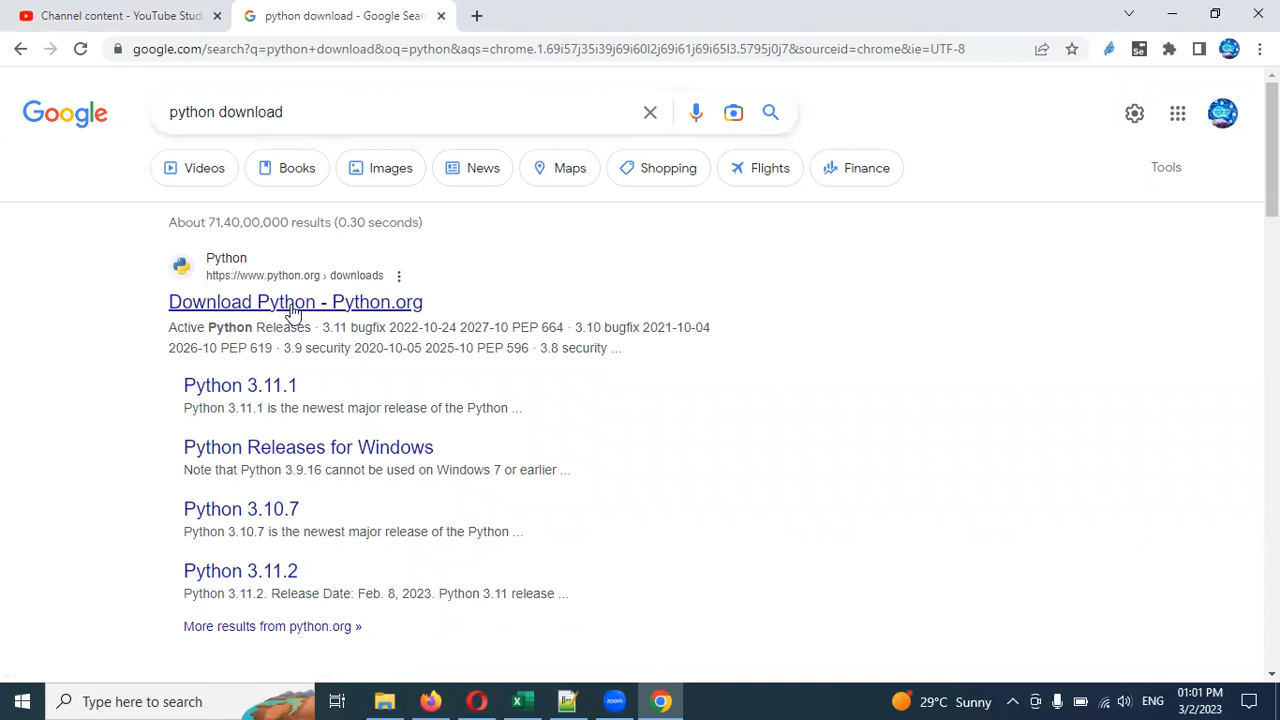 Channel content - YouTube Stud
python download - Google Sear
google.com/search?q=python+download&oq=python&aqs=chrome.1.69i57j35i39j69i60l2j69i61j69i65l3.5795j0j7&sourceid=chrome&ie=UTF-8
Google
python download
Videos
Books
Images
News
Maps
Shopping
Flights
Finance
Tools
About 71,40,00,000 results (0.30 seconds)
Python
https://www.python.org › downloads
Download Python - Python.org
Active Python Releases · 3.11 bugfix 2022-10-24 2027-10 PEP 664 · 3.10 bugfix 2021-10-04
2026-10 PEP 619 · 3.9 security 2020-10-05 2025-10 PEP 596 · 3.8 security ...
Python 3.11.1
Python 3.11.1 is the newest major release of the Python ...
Python Releases for Windows
Note that Python 3.9.16 cannot be used on Windows 7 or earlier ...
Python 3.10.7
Python 3.10.7 is the newest major release of the Python ...
Python 3.11.2
Python 3.11.2. Release Date: Feb. 8, 2023. Python 3.11 release ...
More results from python.org »
Type here to search
zoom
29°C Sunny
ENG
01:01 PM
3/2/2023